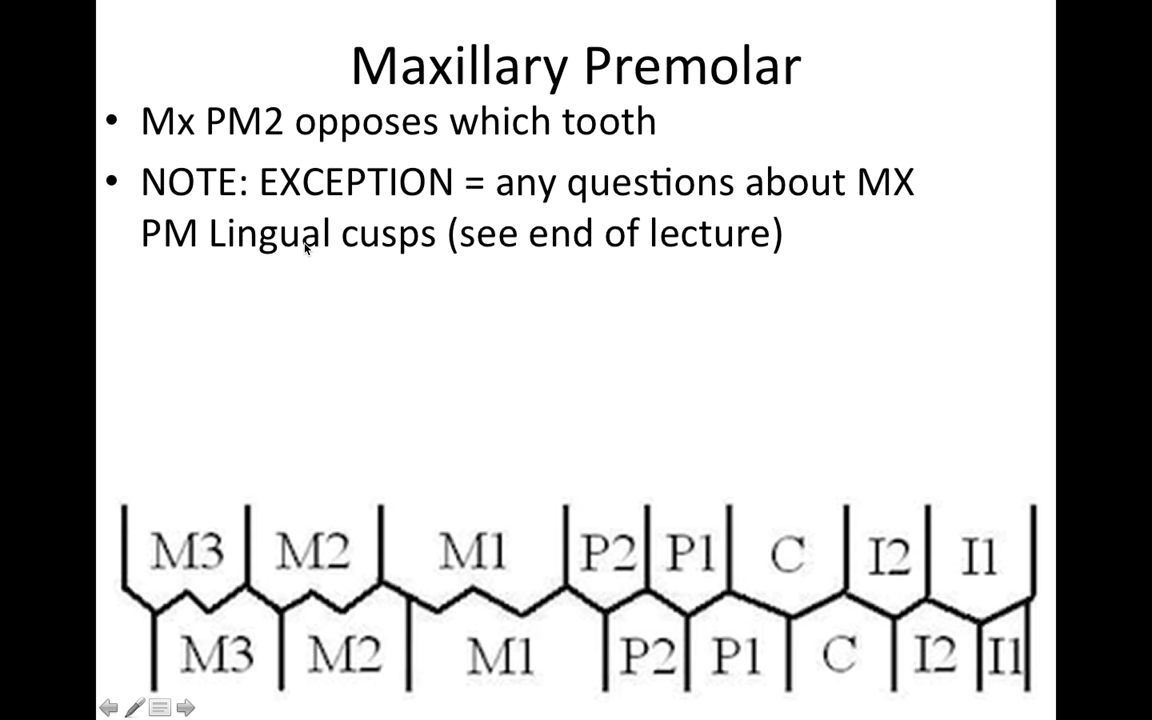 Maxillary Premolar
• Mx PM2 opposes which tooth
• NOTE: EXCEPTION = any questions about MX
PM Lingual cusps (see end of lecture)
M3 M2 M1 P2 P1 C I2 I1
M3 M2 M1 P2 P1 C I2 I1